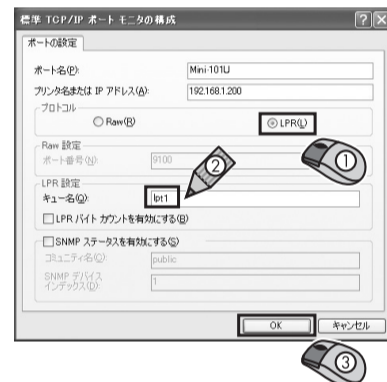 標準 TCP/IP ポート モニタの構成
ポートの設定
ポート名(P):
Mini-101U
プリンタ名または IP アドレス(A):
192.168.1.200
プロトコル
Raw(R)
LPR(L)
①
Raw 設定
ポート番号(N):
9100
②
LPR 設定
キュー名(Q):
lpt1
LPR バイト カウントを有効にする(B)
SNMP ステータスを有効にする(S)
コミュニティ名(C):
public
SNMP デバイス
インデックス(D):
1
OK
キャンセル
③